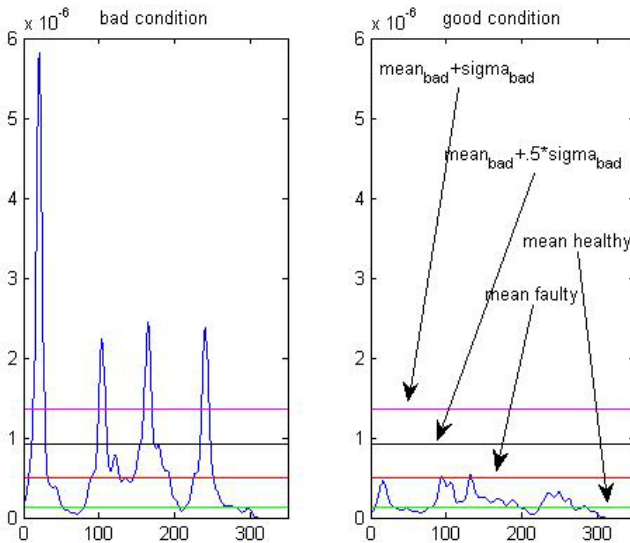 x 10^-6
bad condition
6
5
4
3
2
1
0
0
100
200
300
x 10^-6
good condition
6
5
4
3
2
1
0
0
100
200
300
mean_bad+sigma_bad
mean_bad+.5*sigma_bad
mean healthy
mean faulty